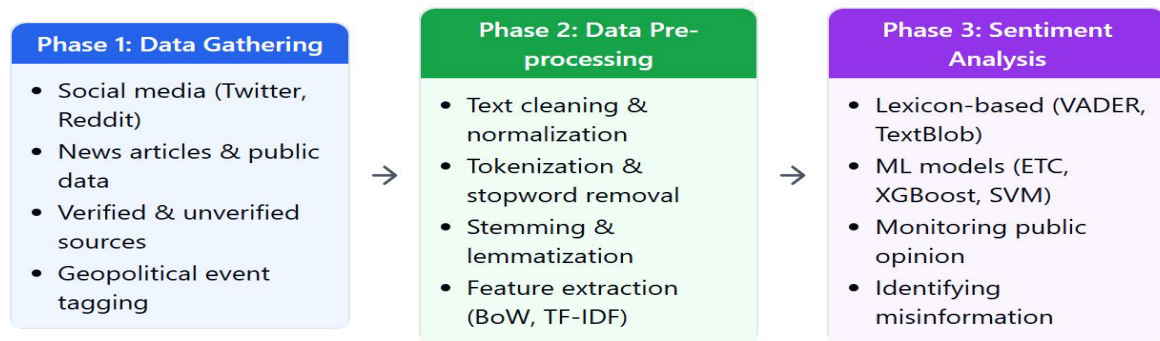 Phase 1: Data Gathering
• Social media (Twitter,
Reddit)
• News articles & public
data
• Verified & unverified
sources
• Geopolitical event
tagging
Phase 2: Data Pre-
processing
• Text cleaning &
normalization
• Tokenization &
stopword removal
• Stemming &
lemmatization
• Feature extraction
(BoW, TF-IDF)
Phase 3: Sentiment
Analysis
• Lexicon-based (VADER,
TextBlob)
• ML models (ETC,
XGBoost, SVM)
• Monitoring public
opinion
• Identifying
misinformation